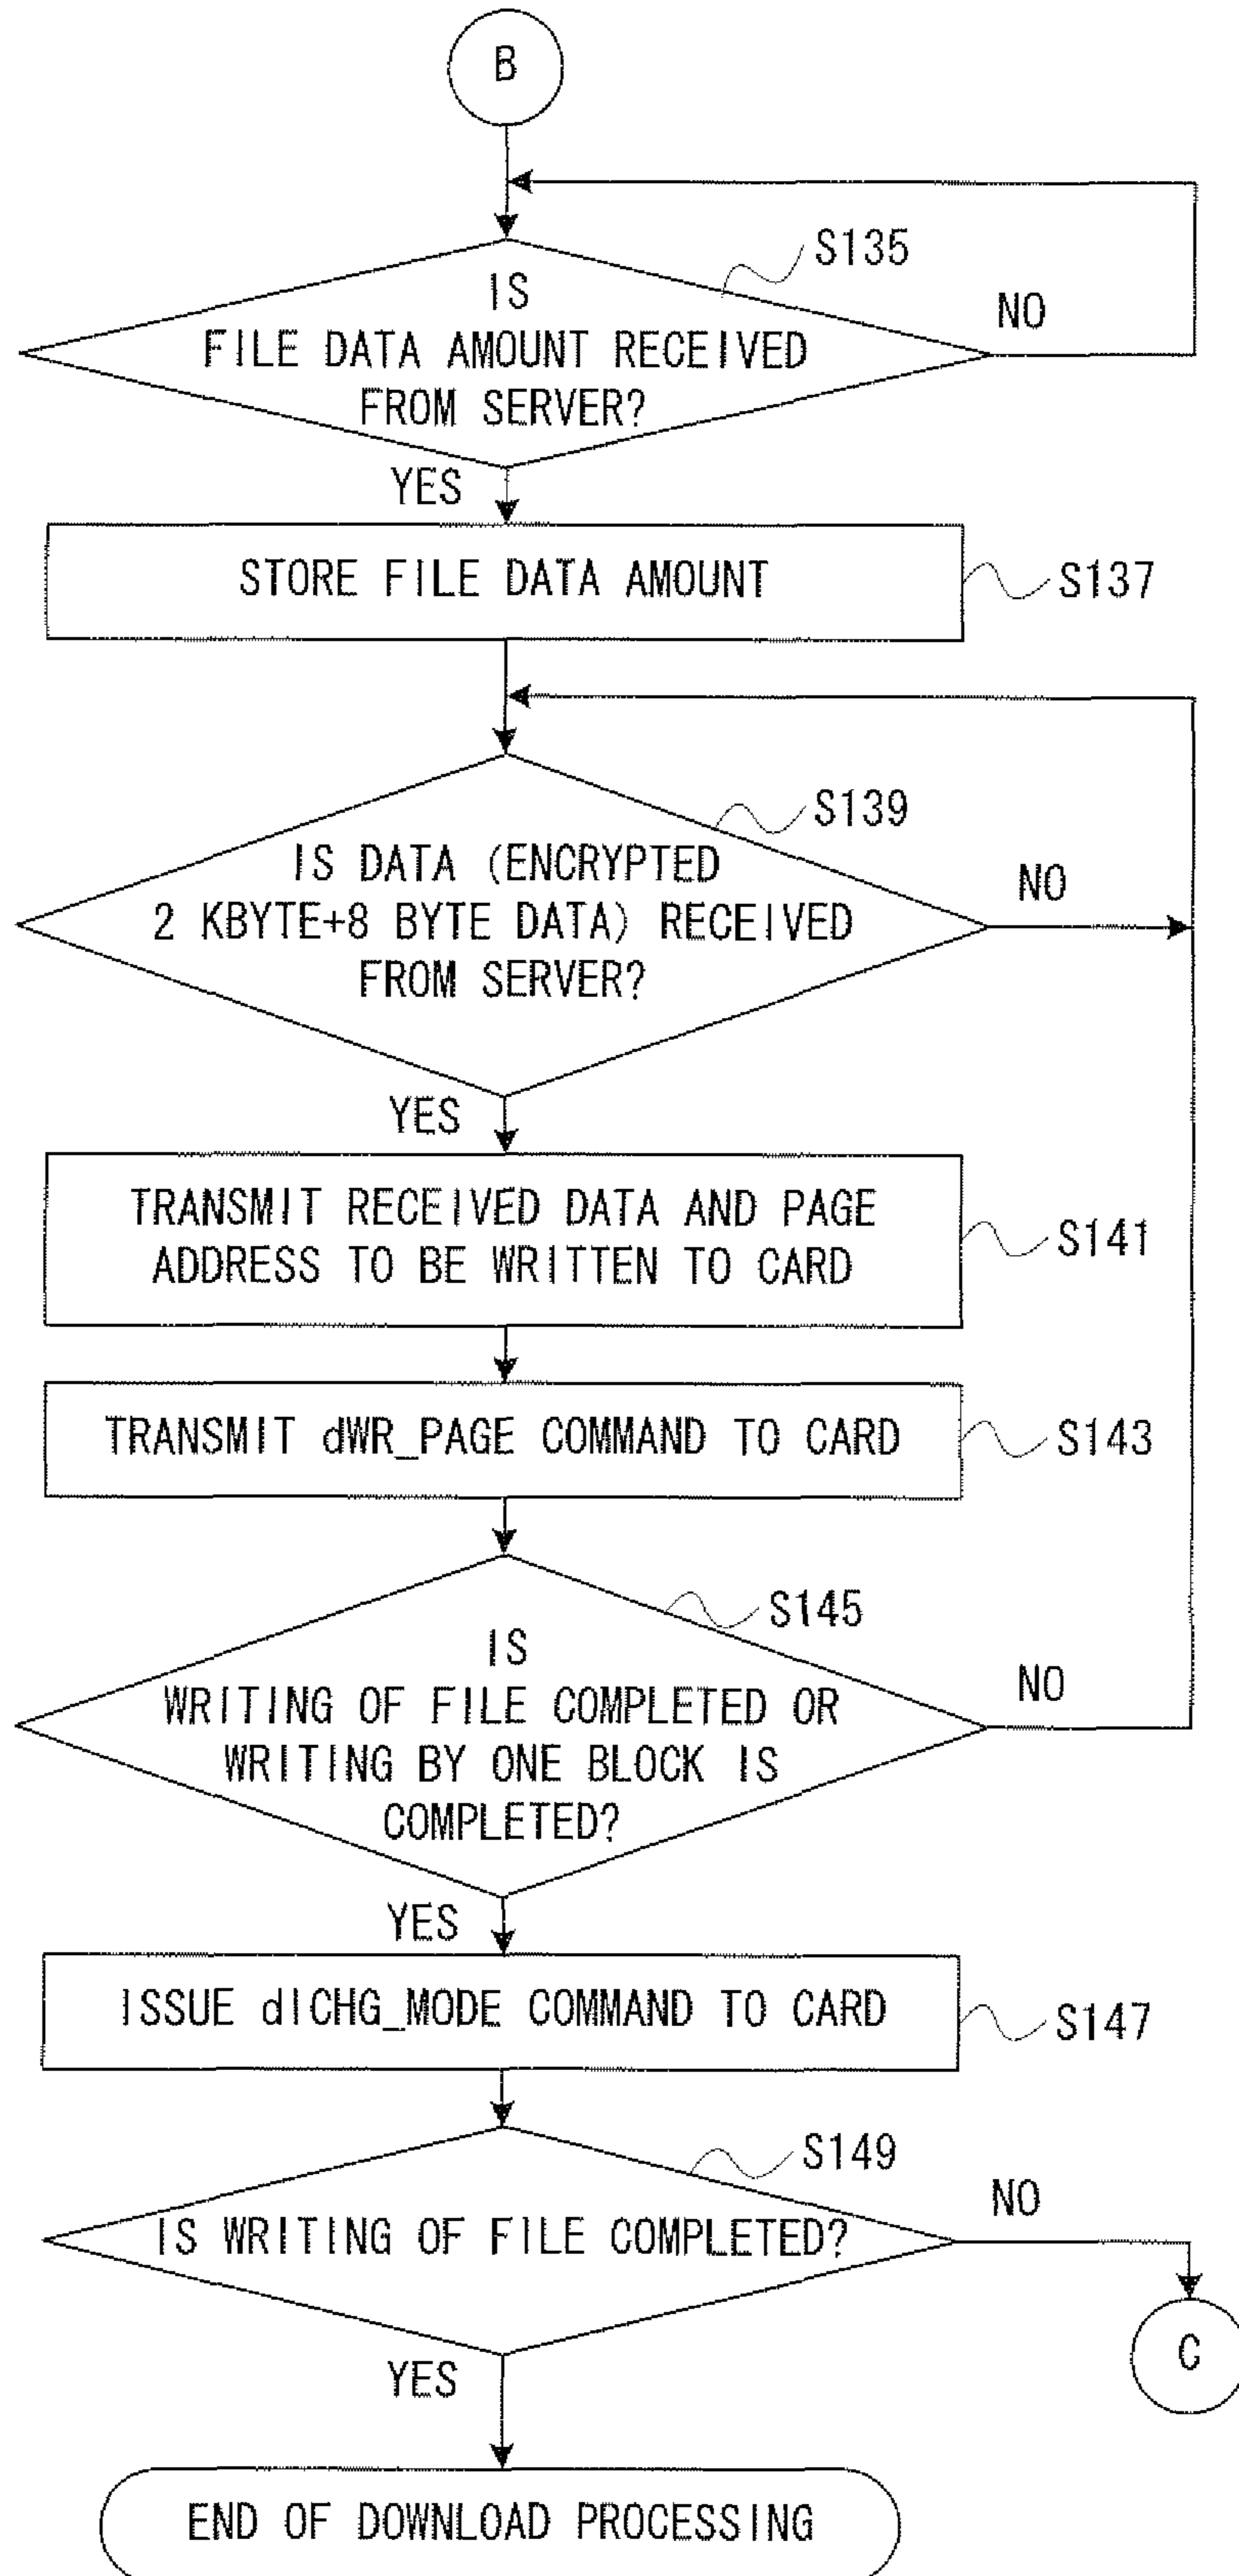 B
S135
IS
FILE DATA AMOUNT RECEIVED
FROM SERVER?
NO
YES
STORE FILE DATA AMOUNT
S137
S139
IS DATA (ENCRYPTED
2 KBYTE+8 BYTE DATA) RECEIVED
FROM SERVER?
NO
YES
TRANSMIT RECEIVED DATA AND PAGE
ADDRESS TO BE WRITTEN TO CARD
S141
TRANSMIT dWR_PAGE COMMAND TO CARD
S143
S145
IS
WRITING OF FILE COMPLETED OR
WRITING BY ONE BLOCK IS
COMPLETED?
NO
YES
ISSUE dICHG_MODE COMMAND TO CARD
S147
S149
IS WRITING OF FILE COMPLETED?
NO
C
YES
END OF DOWNLOAD PROCESSING